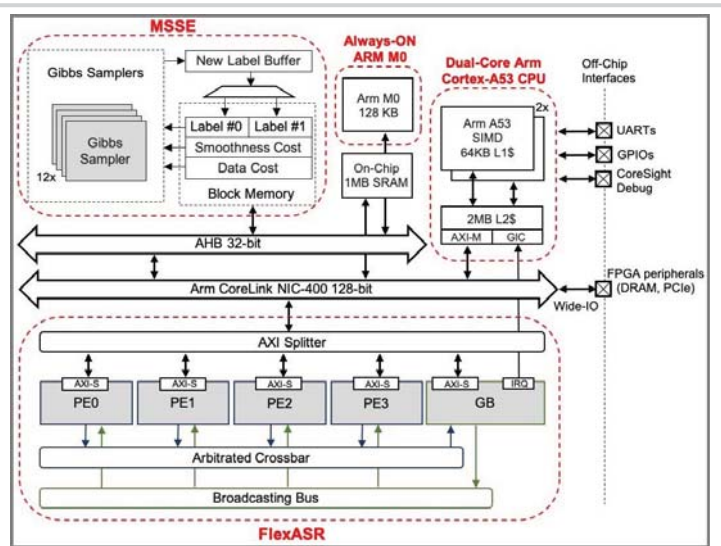 MSSE
Gibbs Samplers
New Label Buffer
Gibbs
Sampler
12x
Label #0
Label #1
Smoothness Cost
Data Cost
Block Memory
Always-ON
ARM M0
Arm M0
128 KB
On-Chip
1MB SRAM
Dual-Core Arm
Cortex-A53 CPU
2x
Arm A53
SIMD
64KB L1$
2MB L2$
AXI-M
GIC
Off-Chip
Interfaces
UARTs
GPIOs
CoreSight
Debug
AHB 32-bit
Arm CoreLink NIC-400 128-bit
Wide-IO
FPGA peripherals
(DRAM, PCIe)
AXI Splitter
AXI-S
AXI-S
AXI-S
AXI-S
AXI-S
IRQ
PE0
PE1
PE2
PE3
GB
Arbitrated Crossbar
Broadcasting Bus
FlexASR